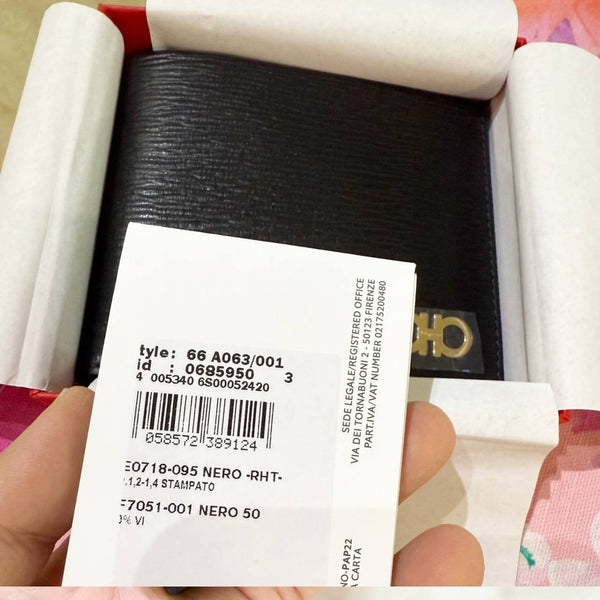 tyle: 66 A063/001
id : 0685950 3
4 005340 6S00052420
058572 389124
E0718-095 NERO -RHT-
.1,2-1,4 STAMPATO
F7051-001 NERO 50
0% VI
SEDE LEGALE/REGISTERED OFFICE
VIA DEI TORNABUONI 2 - 50123 FIRENZE
PART.IVA/VAT NUMBER 02175200480
NO-PAP22
A CARTA